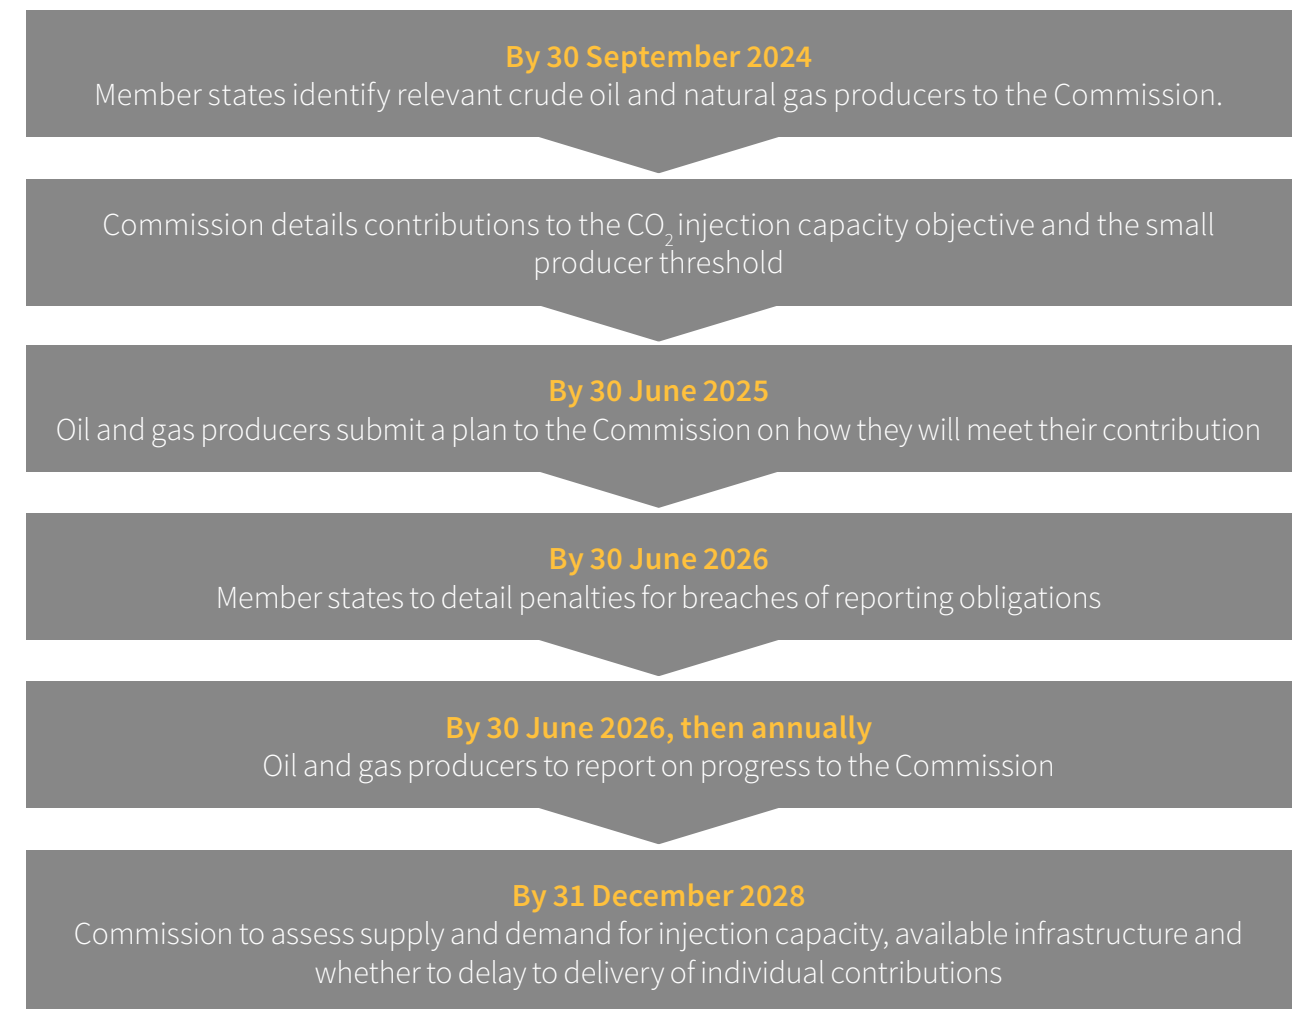 By 30 September 2024
Member states identify relevant crude oil and natural gas producers to the Commission.
Commission details contributions to the CO₂ injection capacity objective and the small
producer threshold
By 30 June 2025
Oil and gas producers submit a plan to the Commission on how they will meet their contribution
By 30 June 2026
Member states to detail penalties for breaches of reporting obligations
By 30 June 2026, then annually
Oil and gas producers to report on progress to the Commission
By 31 December 2028
Commission to assess supply and demand for injection capacity, available infrastructure and
whether to delay to delivery of individual contributions